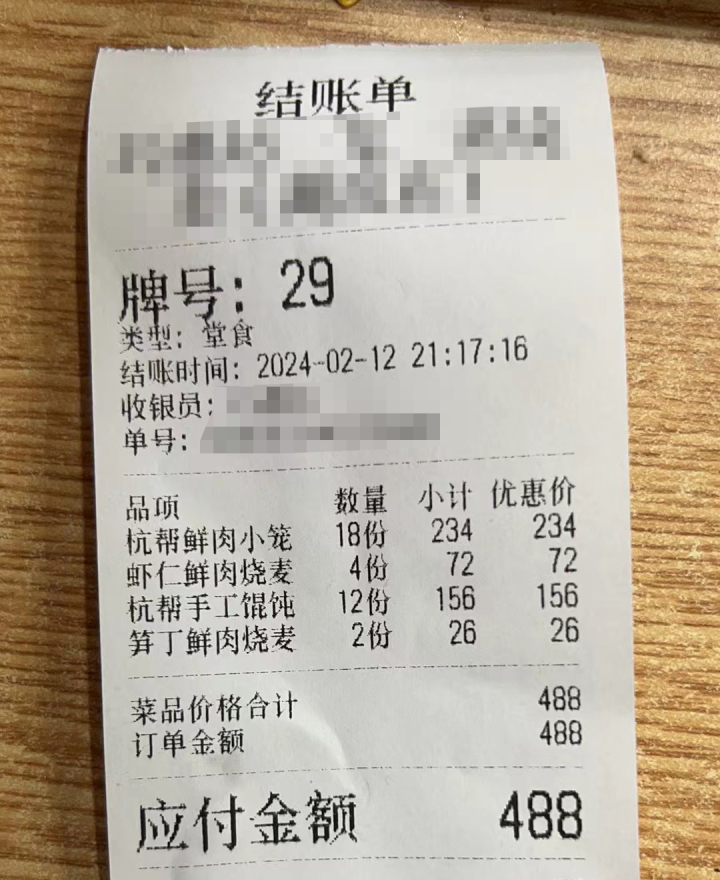 结账单
牌号: 29
类型: 堂食
结账时间: 2024-02-12 21:17:16
收银员:
单号:
品项 数量 小计 优惠价
杭帮鲜肉小笼 18份 234 234
虾仁鲜肉烧麦 4份 72 72
杭帮手工馄饨 12份 156 156
笋丁鲜肉烧麦 2份 26 26
菜品价格合计 488
订单金额 488
应付金额 488